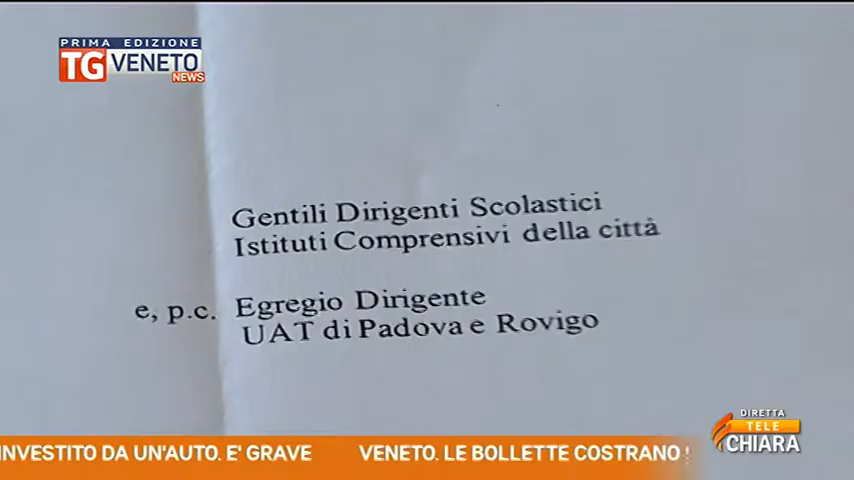 PRIMA EDIZIONE
TG VENETO
NEWS
Gentili Dirigenti Scolastici
Istituti Comprensivi della città
e, p.c. Egregio Dirigente
UAT di Padova e Rovigo
DIRETTA
TELE
CHIARA
INVESTITO DA UN'AUTO. E' GRAVE VENETO. LE BOLLETTE COSTRANO